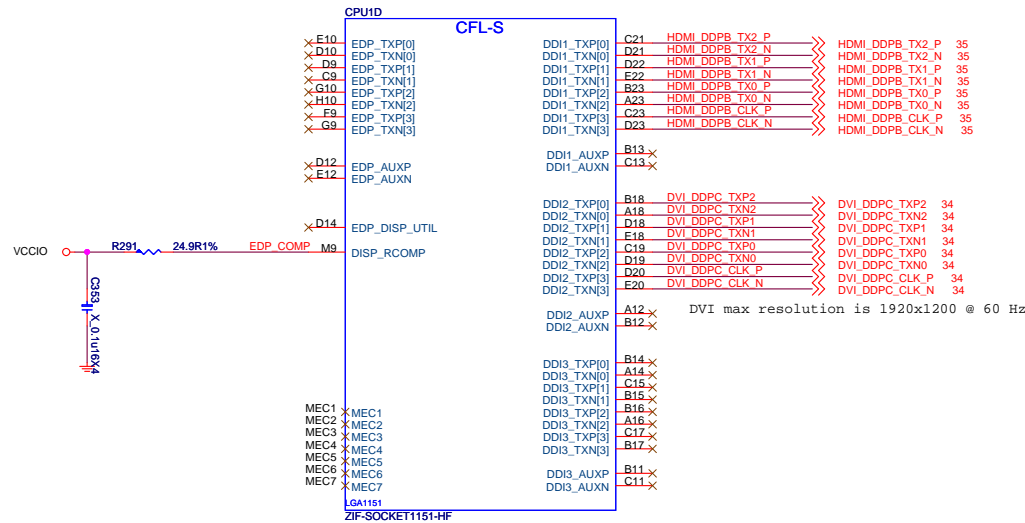 CPU1D
CFL-S
E10 EDP_TXP[0] DDI1_TXP[0] C21 HDMI_DDPB_TX2_P HDMI_DDPB_TX2_P 35
D10 EDP_TXN[0] DDI1_TXN[0] D21 HDMI_DDPB_TX2_N HDMI_DDPB_TX2_N 35
D9 EDP_TXP[1] DDI1_TXP[1] D22 HDMI_DDPB_TX1_P HDMI_DDPB_TX1_P 35
C9 EDP_TXN[1] DDI1_TXN[1] E22 HDMI_DDPB_TX1_N HDMI_DDPB_TX1_N 35
G10 EDP_TXP[2] DDI1_TXP[2] B23 HDMI_DDPB_TX0_P HDMI_DDPB_TX0_P 35
H10 EDP_TXN[2] DDI1_TXN[2] A23 HDMI_DDPB_TX0_N HDMI_DDPB_TX0_N 35
F9 EDP_TXP[3] DDI1_TXP[3] C23 HDMI_DDPB_CLK_P HDMI_DDPB_CLK_P 35
G9 EDP_TXN[3] DDI1_TXN[3] D23 HDMI_DDPB_CLK_N HDMI_DDPB_CLK_N 35
DDI1_AUXP B13
DDI1_AUXN C13
D12 EDP_AUXP
E12 EDP_AUXN
DDI2_TXP[0] B18 DVI_DDPC_TXP2 DVI_DDPC_TXP2 34
DDI2_TXN[0] A18 DVI_DDPC_TXN2 DVI_DDPC_TXN2 34
D14 EDP_DISP_UTIL DDI2_TXP[1] D18 DVI_DDPC_TXP1 DVI_DDPC_TXP1 34
DDI2_TXN[1] E18 DVI_DDPC_TXN1 DVI_DDPC_TXN1 34
VCCIO R291 24.9R1% EDP_COMP M9 DISP_RCOMP DDI2_TXP[2] C19 DVI_DDPC_TXP0 DVI_DDPC_TXP0 34
DDI2_TXN[2] D19 DVI_DDPC_TXN0 DVI_DDPC_TXN0 34
DDI2_TXP[3] D20 DVI_DDPC_CLK_P DVI_DDPC_CLK_P 34
DDI2_TXN[3] E20 DVI_DDPC_CLK_N DVI_DDPC_CLK_N 34
C353 X_0.1u16X4
DDI2_AUXP A12
DDI2_AUXN B12
DVI max resolution is 1920x1200 @ 60 Hz
DDI3_TXP[0] B14
DDI3_TXN[0] A14
DDI3_TXP[1] C15
DDI3_TXN[1] B15
DDI3_TXP[2] B16
DDI3_TXN[2] A16
DDI3_TXP[3] C17
DDI3_TXN[3] B17
DDI3_AUXP B11
DDI3_AUXN C11
MEC1 MEC1
MEC2 MEC2
MEC3 MEC3
MEC4 MEC4
MEC5 MEC5
MEC6 MEC6
MEC7 MEC7
LGA1151
ZIF-SOCKET1151-HF